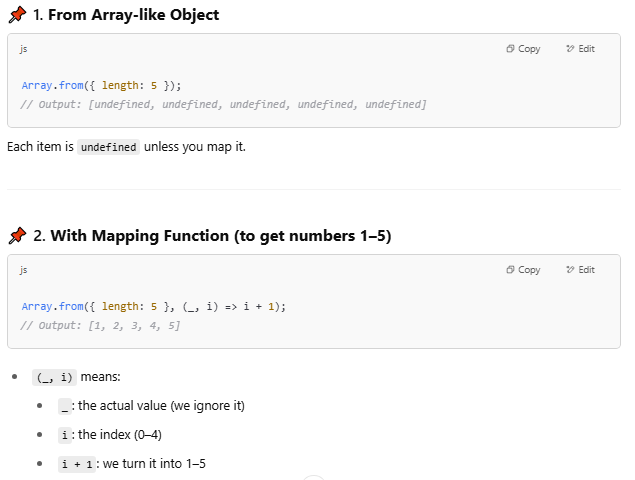 📌 1. From Array-like Object
js Copy Edit
Array.from({ length: 5 });
// Output: [undefined, undefined, undefined, undefined, undefined]
Each item is undefined unless you map it.
📌 2. With Mapping Function (to get numbers 1–5)
js Copy Edit
Array.from({ length: 5 }, (_, i) => i + 1);
// Output: [1, 2, 3, 4, 5]
• (_, i) means:
• _: the actual value (we ignore it)
• i: the index (0–4)
• i + 1: we turn it into 1–5